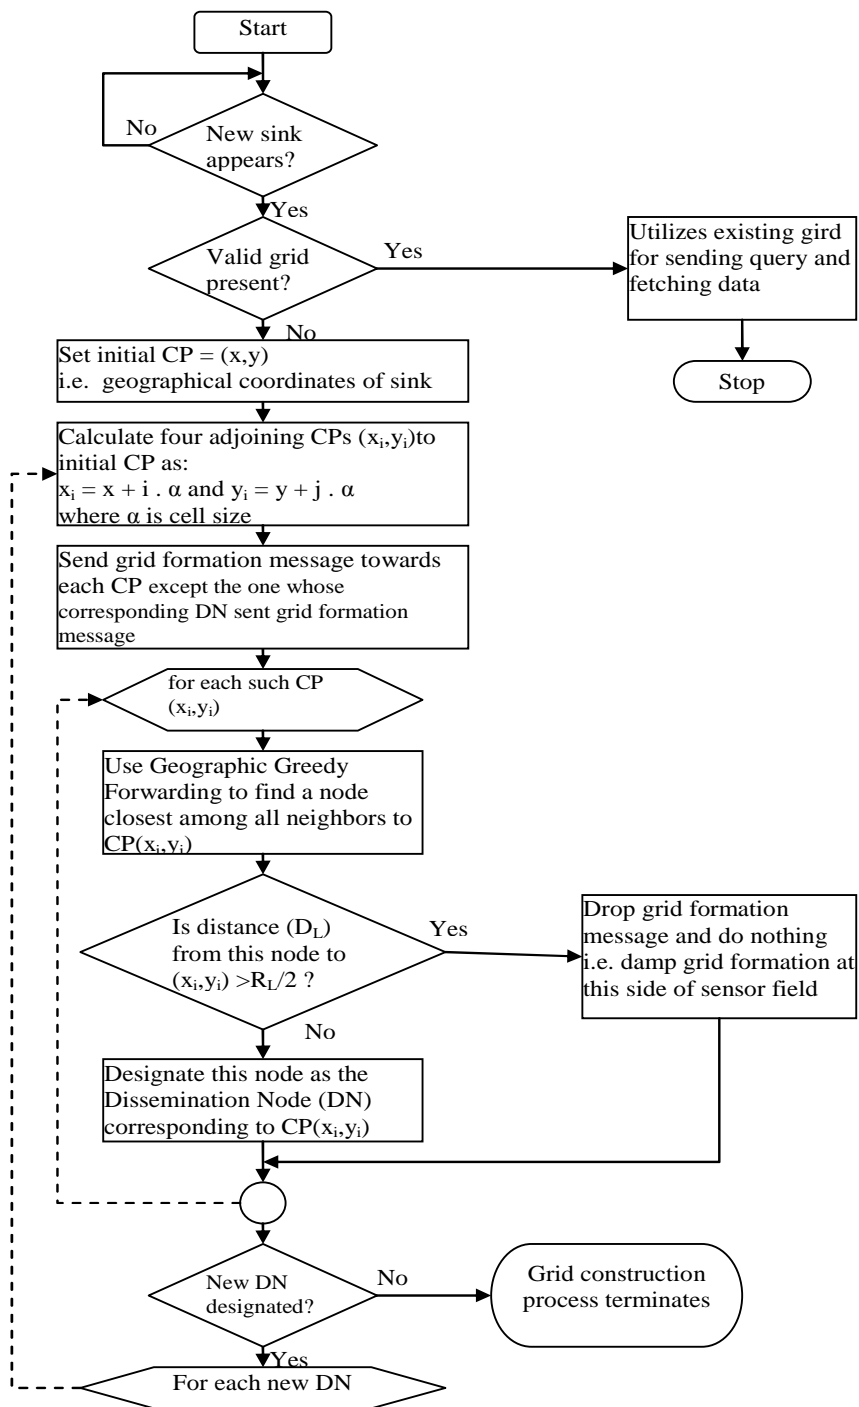 Start
No
New sink
appears?
Yes
Valid grid
present?
Yes
Utilizes existing gird
for sending query and
fetching data
Stop
No
Set initial CP = (x,y)
i.e. geographical coordinates of sink
Calculate four adjoining CPs (xᵢ,yᵢ)to
initial CP as:
xᵢ = x + i . α and yᵢ = y + j . α
where α is cell size
Send grid formation message towards
each CP except the one whose
corresponding DN sent grid formation
message
for each such CP
(xᵢ,yᵢ)
Use Geographic Greedy
Forwarding to find a node
closest among all neighbors to
CP(xᵢ,yᵢ)
Is distance (D_L)
from this node to
(xᵢ,yᵢ) >R_L/2 ?
Yes
Drop grid formation
message and do nothing
i.e. damp grid formation at
this side of sensor field
No
Designate this node as the
Dissemination Node (DN)
corresponding to CP(xᵢ,yᵢ)
New DN
designated?
No
Grid construction
process terminates
Yes
For each new DN